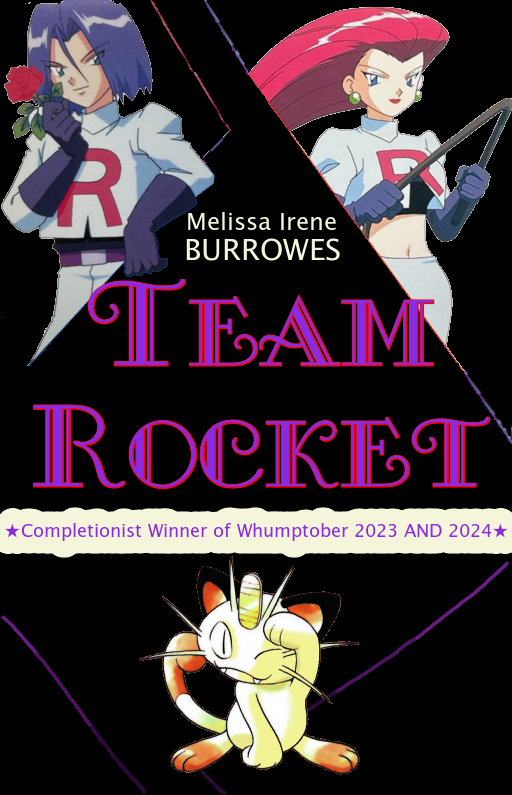 R
R
Melissa Irene
BURROWES
TEAM
ROCKET
★Completionist Winner of Whumptober 2023 AND 2024★